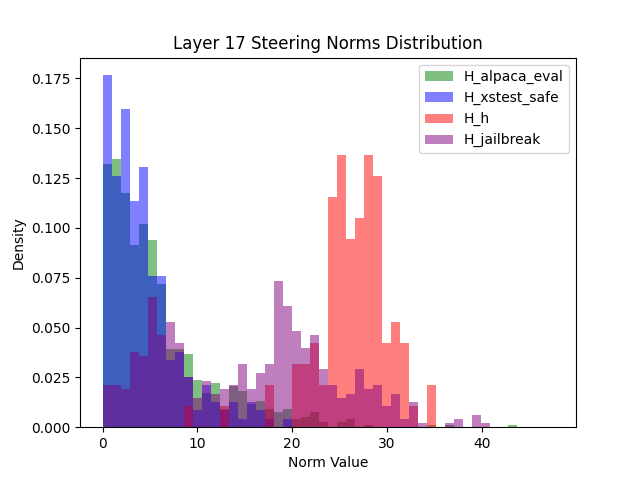 Layer 17 Steering Norms Distribution
H_alpaca_eval
H_xstest_safe
H_h
H_jailbreak
0.175
0.150
0.125
0.100
0.075
0.050
0.025
0.000
Density
0 10 20 30 40
Norm Value